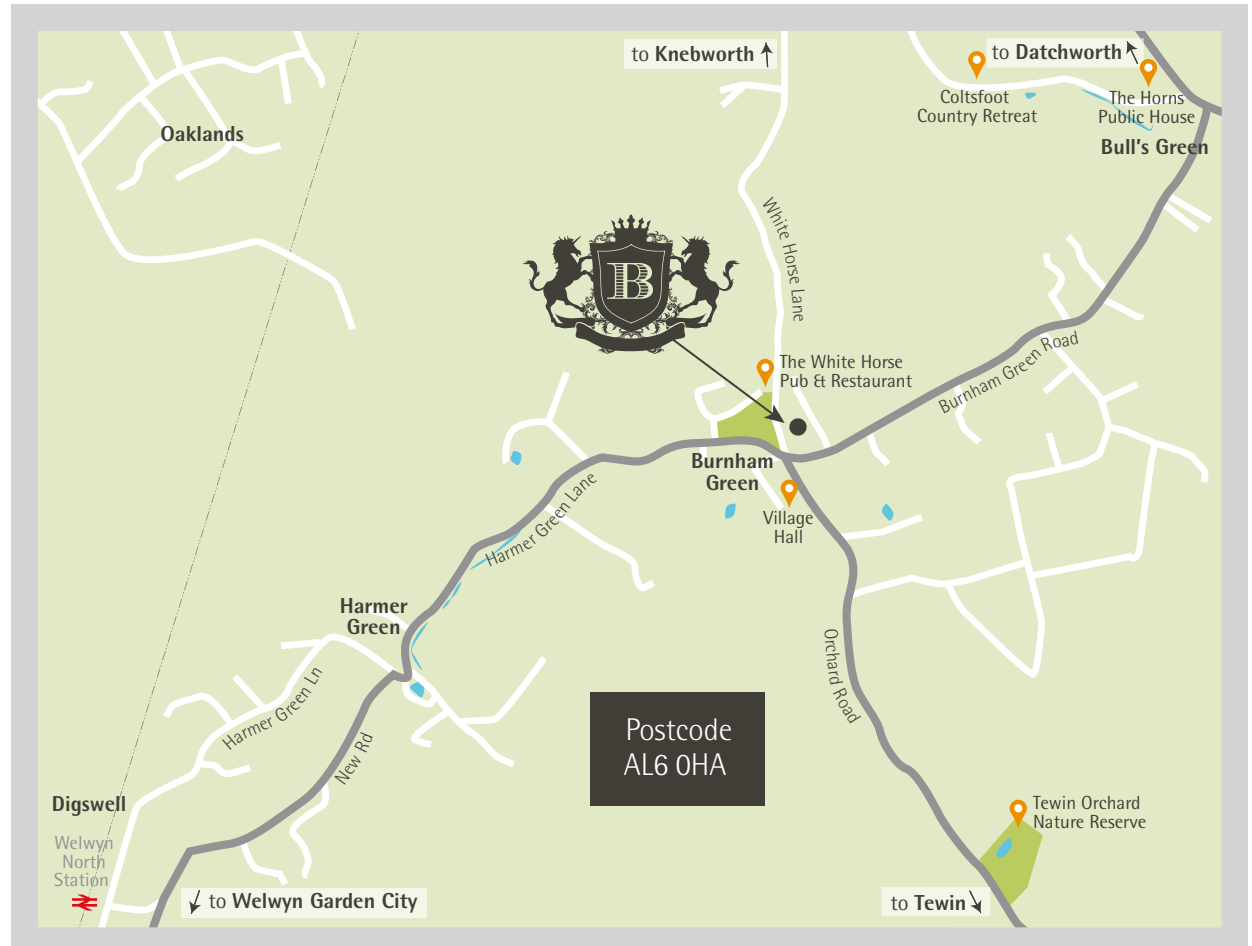 to Knebworth
to Datchworth
Coltsfoot
Country Retreat
The Horns
Public House
Bull's Green
Oaklands
White Horse Lane
B
The White Horse
Pub & Restaurant
Burnham Green Road
Burnham
Green
Village
Hall
Harmer Green Lane
Harmer
Green
Orchard Road
Harmer Green Ln
New Rd
Postcode
AL6 0HA
Digswell
Welwyn
North
Station
Tewin Orchard
Nature Reserve
to Welwyn Garden City
to Tewin